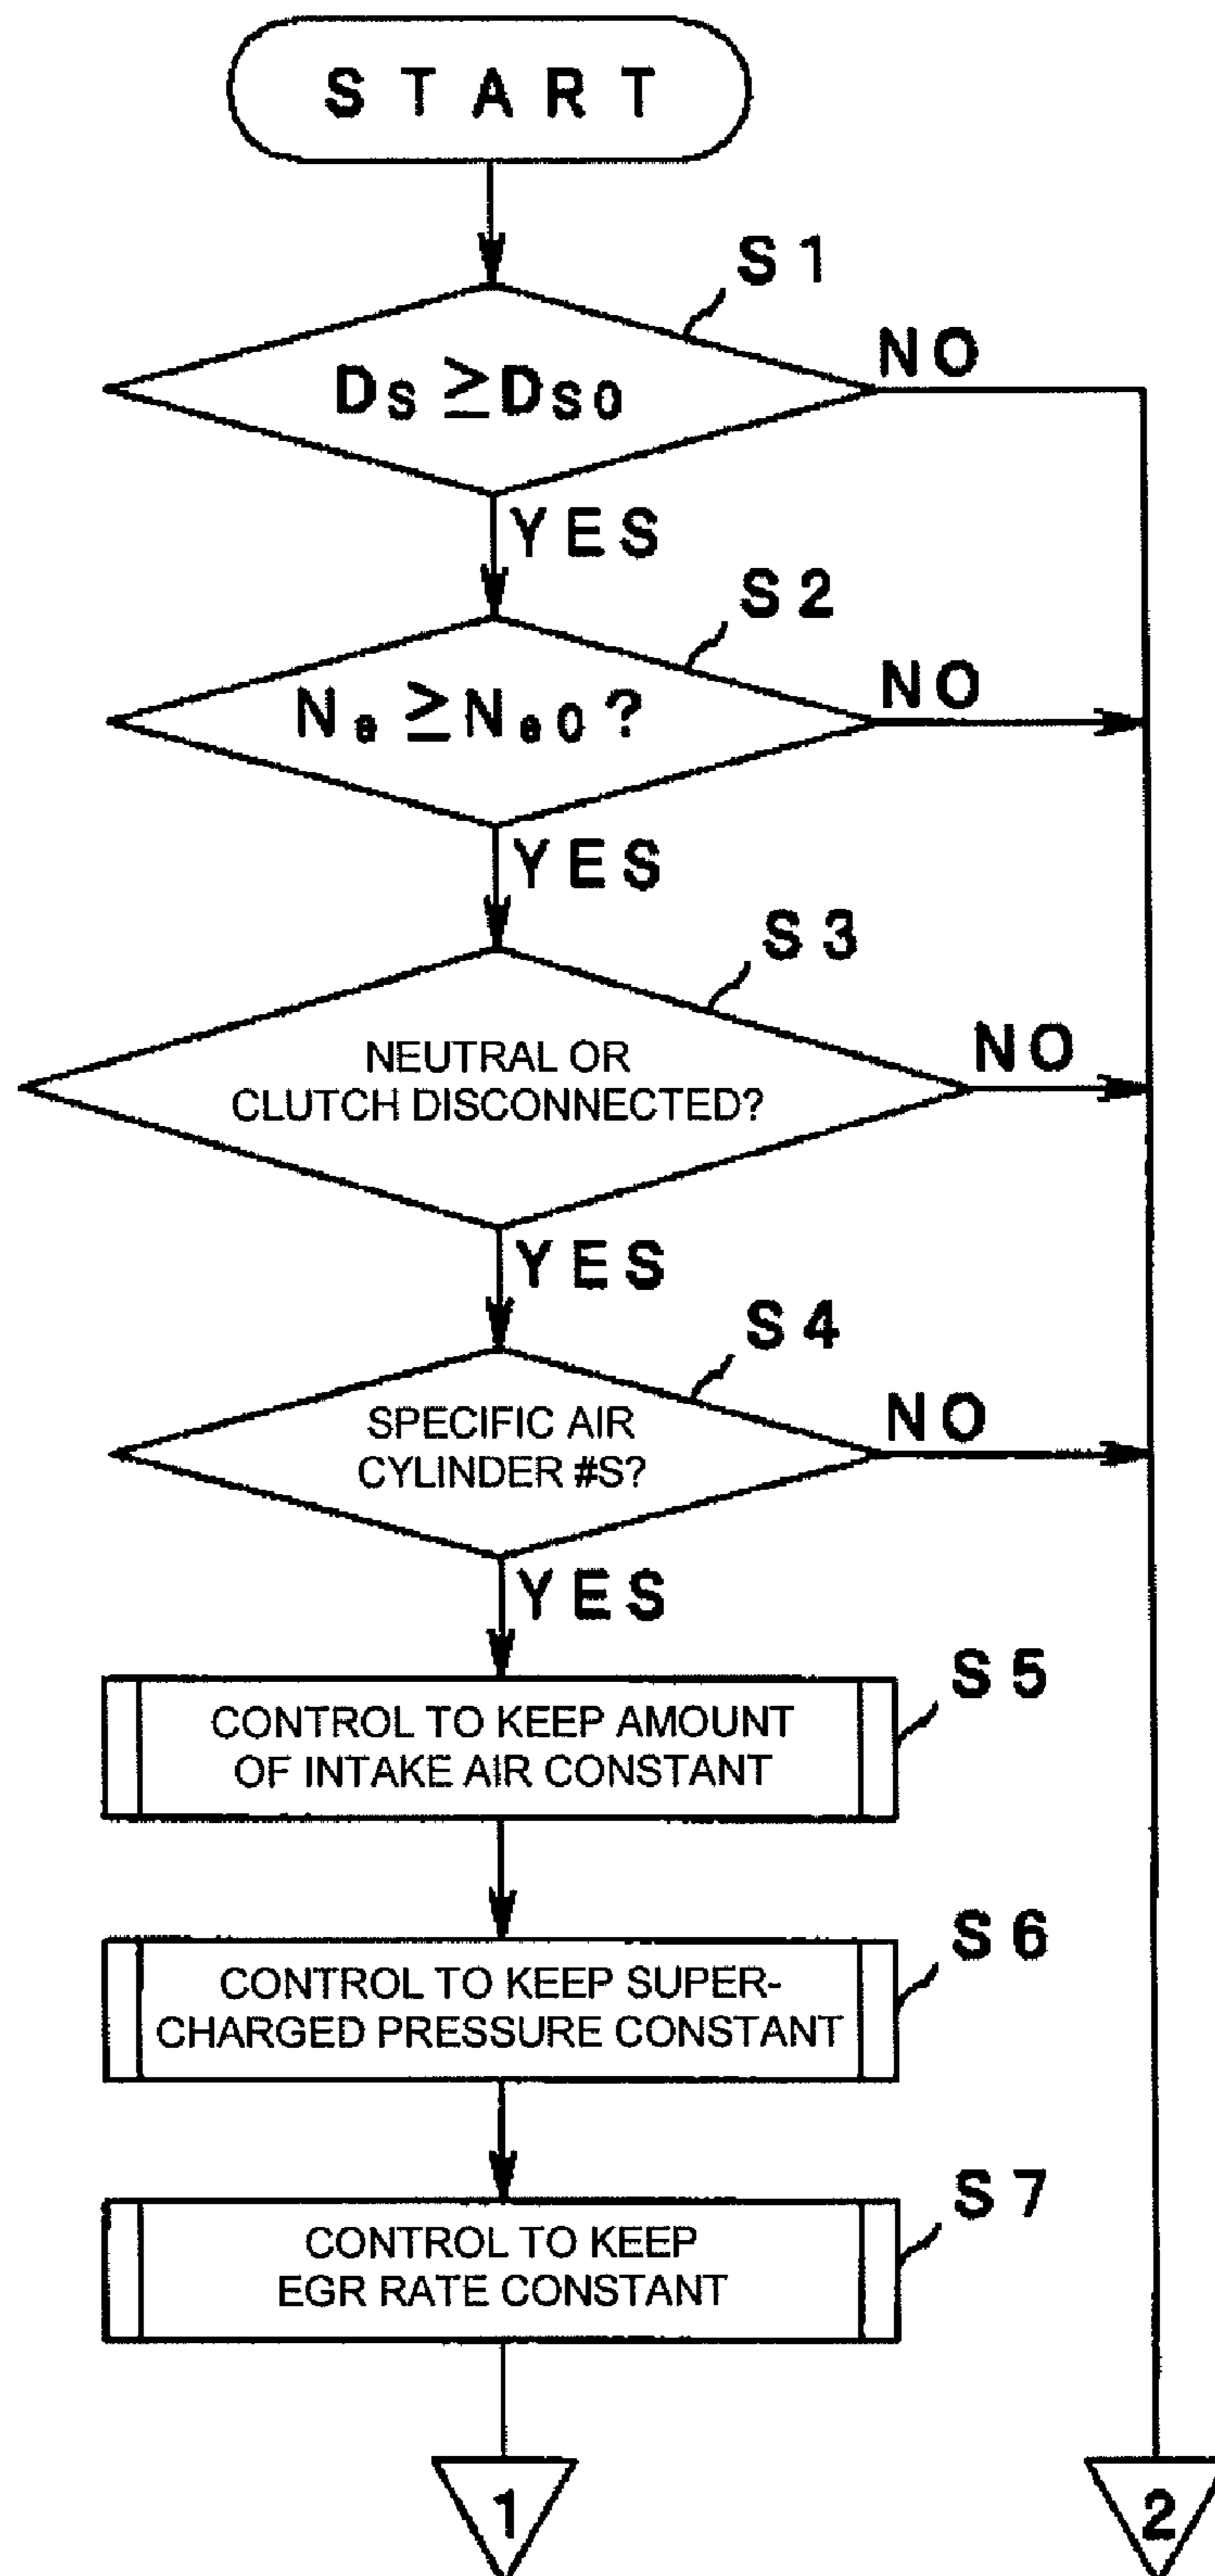 START
S1
DS ≥ DS0
NO
YES
S2
Ne ≥ Ne0 ?
NO
YES
S3
NEUTRAL OR
CLUTCH DISCONNECTED?
NO
YES
S4
SPECIFIC AIR
CYLINDER #S?
NO
YES
S5
CONTROL TO KEEP AMOUNT
OF INTAKE AIR CONSTANT
S6
CONTROL TO KEEP SUPER-
CHARGED PRESSURE CONSTANT
S7
CONTROL TO KEEP
EGR RATE CONSTANT
1
2